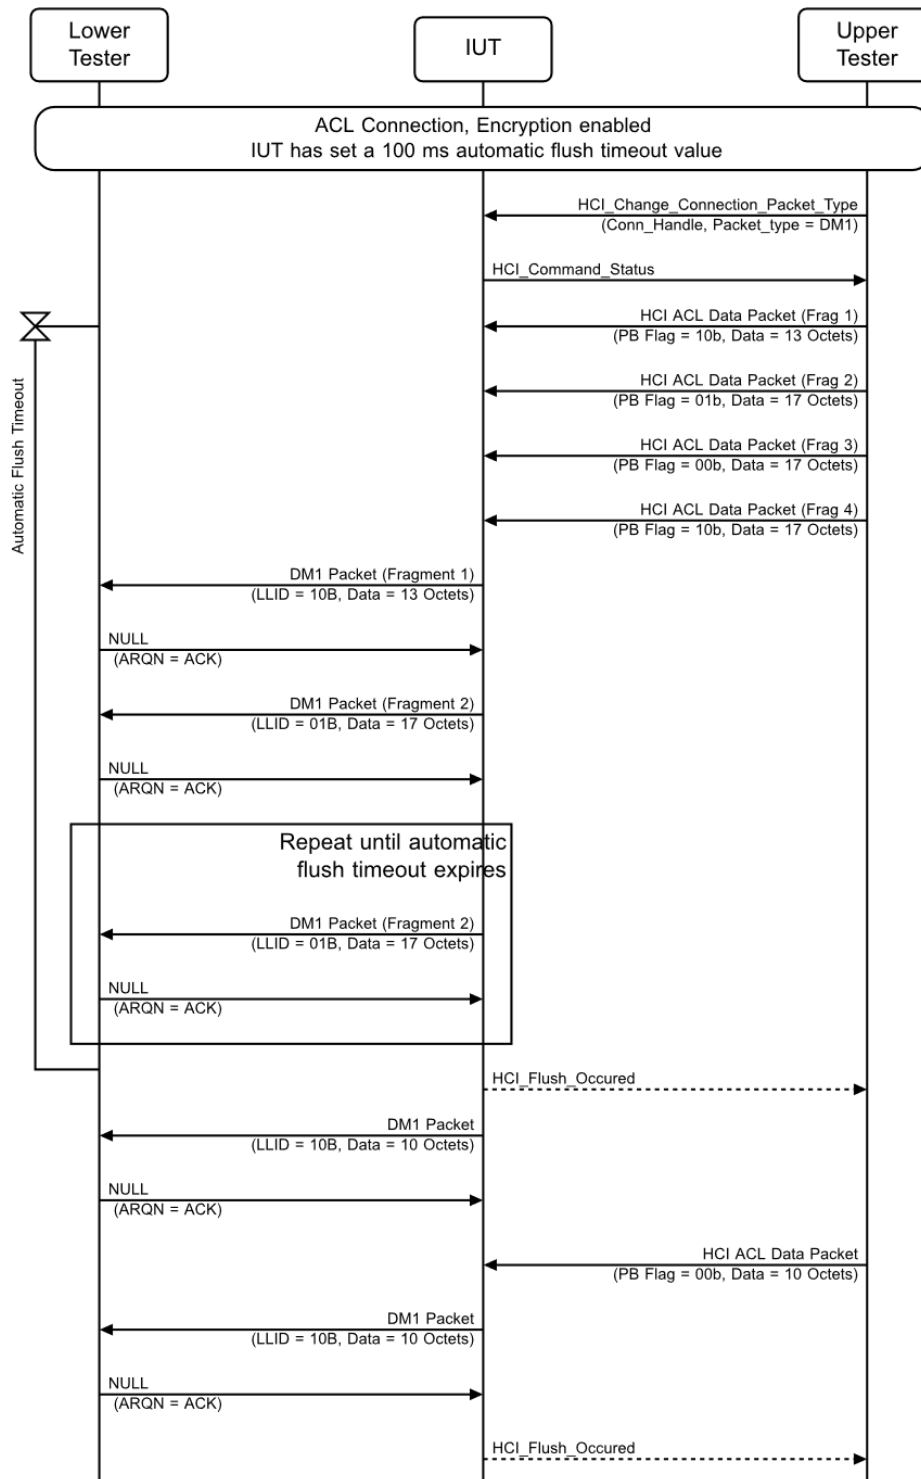 Lower
Tester
IUT
Upper
Tester
ACL Connection, Encryption enabled
IUT has set a 100 ms automatic flush timeout value
HCI_Change_Connection_Packet_Type
(Conn_Handle, Packet_type = DM1)
HCI_Command_Status
Automatic Flush Timeout
HCI ACL Data Packet (Frag 1)
(PB Flag = 10b, Data = 13 Octets)
HCI ACL Data Packet (Frag 2)
(PB Flag = 01b, Data = 17 Octets)
HCI ACL Data Packet (Frag 3)
(PB Flag = 00b, Data = 17 Octets)
HCI ACL Data Packet (Frag 4)
(PB Flag = 10b, Data = 17 Octets)
DM1 Packet (Fragment 1)
(LLID = 10B, Data = 13 Octets)
NULL
(ARQN = ACK)
DM1 Packet (Fragment 2)
(LLID = 01B, Data = 17 Octets)
NULL
(ARQN = ACK)
Repeat until automatic
flush timeout expires
DM1 Packet (Fragment 2)
(LLID = 01B, Data = 17 Octets)
NULL
(ARQN = ACK)
HCI_Flush_Occured
DM1 Packet
(LLID = 10B, Data = 10 Octets)
NULL
(ARQN = ACK)
HCI ACL Data Packet
(PB Flag = 00b, Data = 10 Octets)
DM1 Packet
(LLID = 10B, Data = 10 Octets)
NULL
(ARQN = ACK)
HCI_Flush_Occured